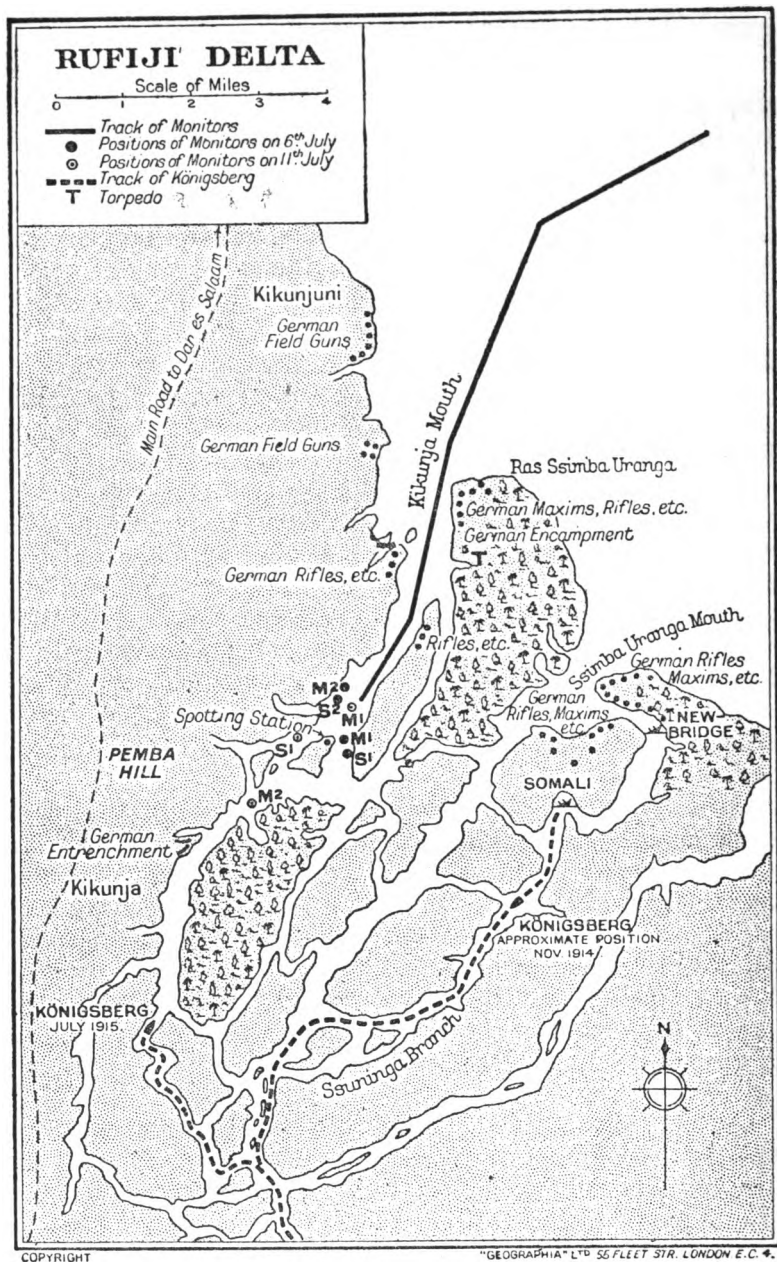 RUFIJI DELTA
Scale of Miles
0 1 2 3 4
Track of Monitors
Positions of Monitors on 6th July
Positions of Monitors on 11th July
Track of Königsberg
T Torpedo
Main Road to Dar es Salaam
Kikunjuni
German
Field Guns
German Field Guns
Kikunja Mouth
Ras Ssimba Uranga
German Maxims, Rifles, etc.
German Encampment
T
German Rifles, etc.
Rifles, etc.
Ssimba Uranga Mouth
German Rifles
Maxims, etc.
M2
S2
M1
German
Rifles, Maxims
etc.
NEW
BRIDGE
Spotting Station
S1
M1
S1
PEMBA
HILL
SOMALI
M2
German
Entrenchment
Kikunja
KÖNIGSBERG
APPROXIMATE POSITION
NOV. 1914.
KÖNIGSBERG
JULY 1915.
Ssuninga Branch
N
COPYRIGHT
"GEOGRAPHIA" LTD 55 FLEET STR. LONDON E.C. 4.